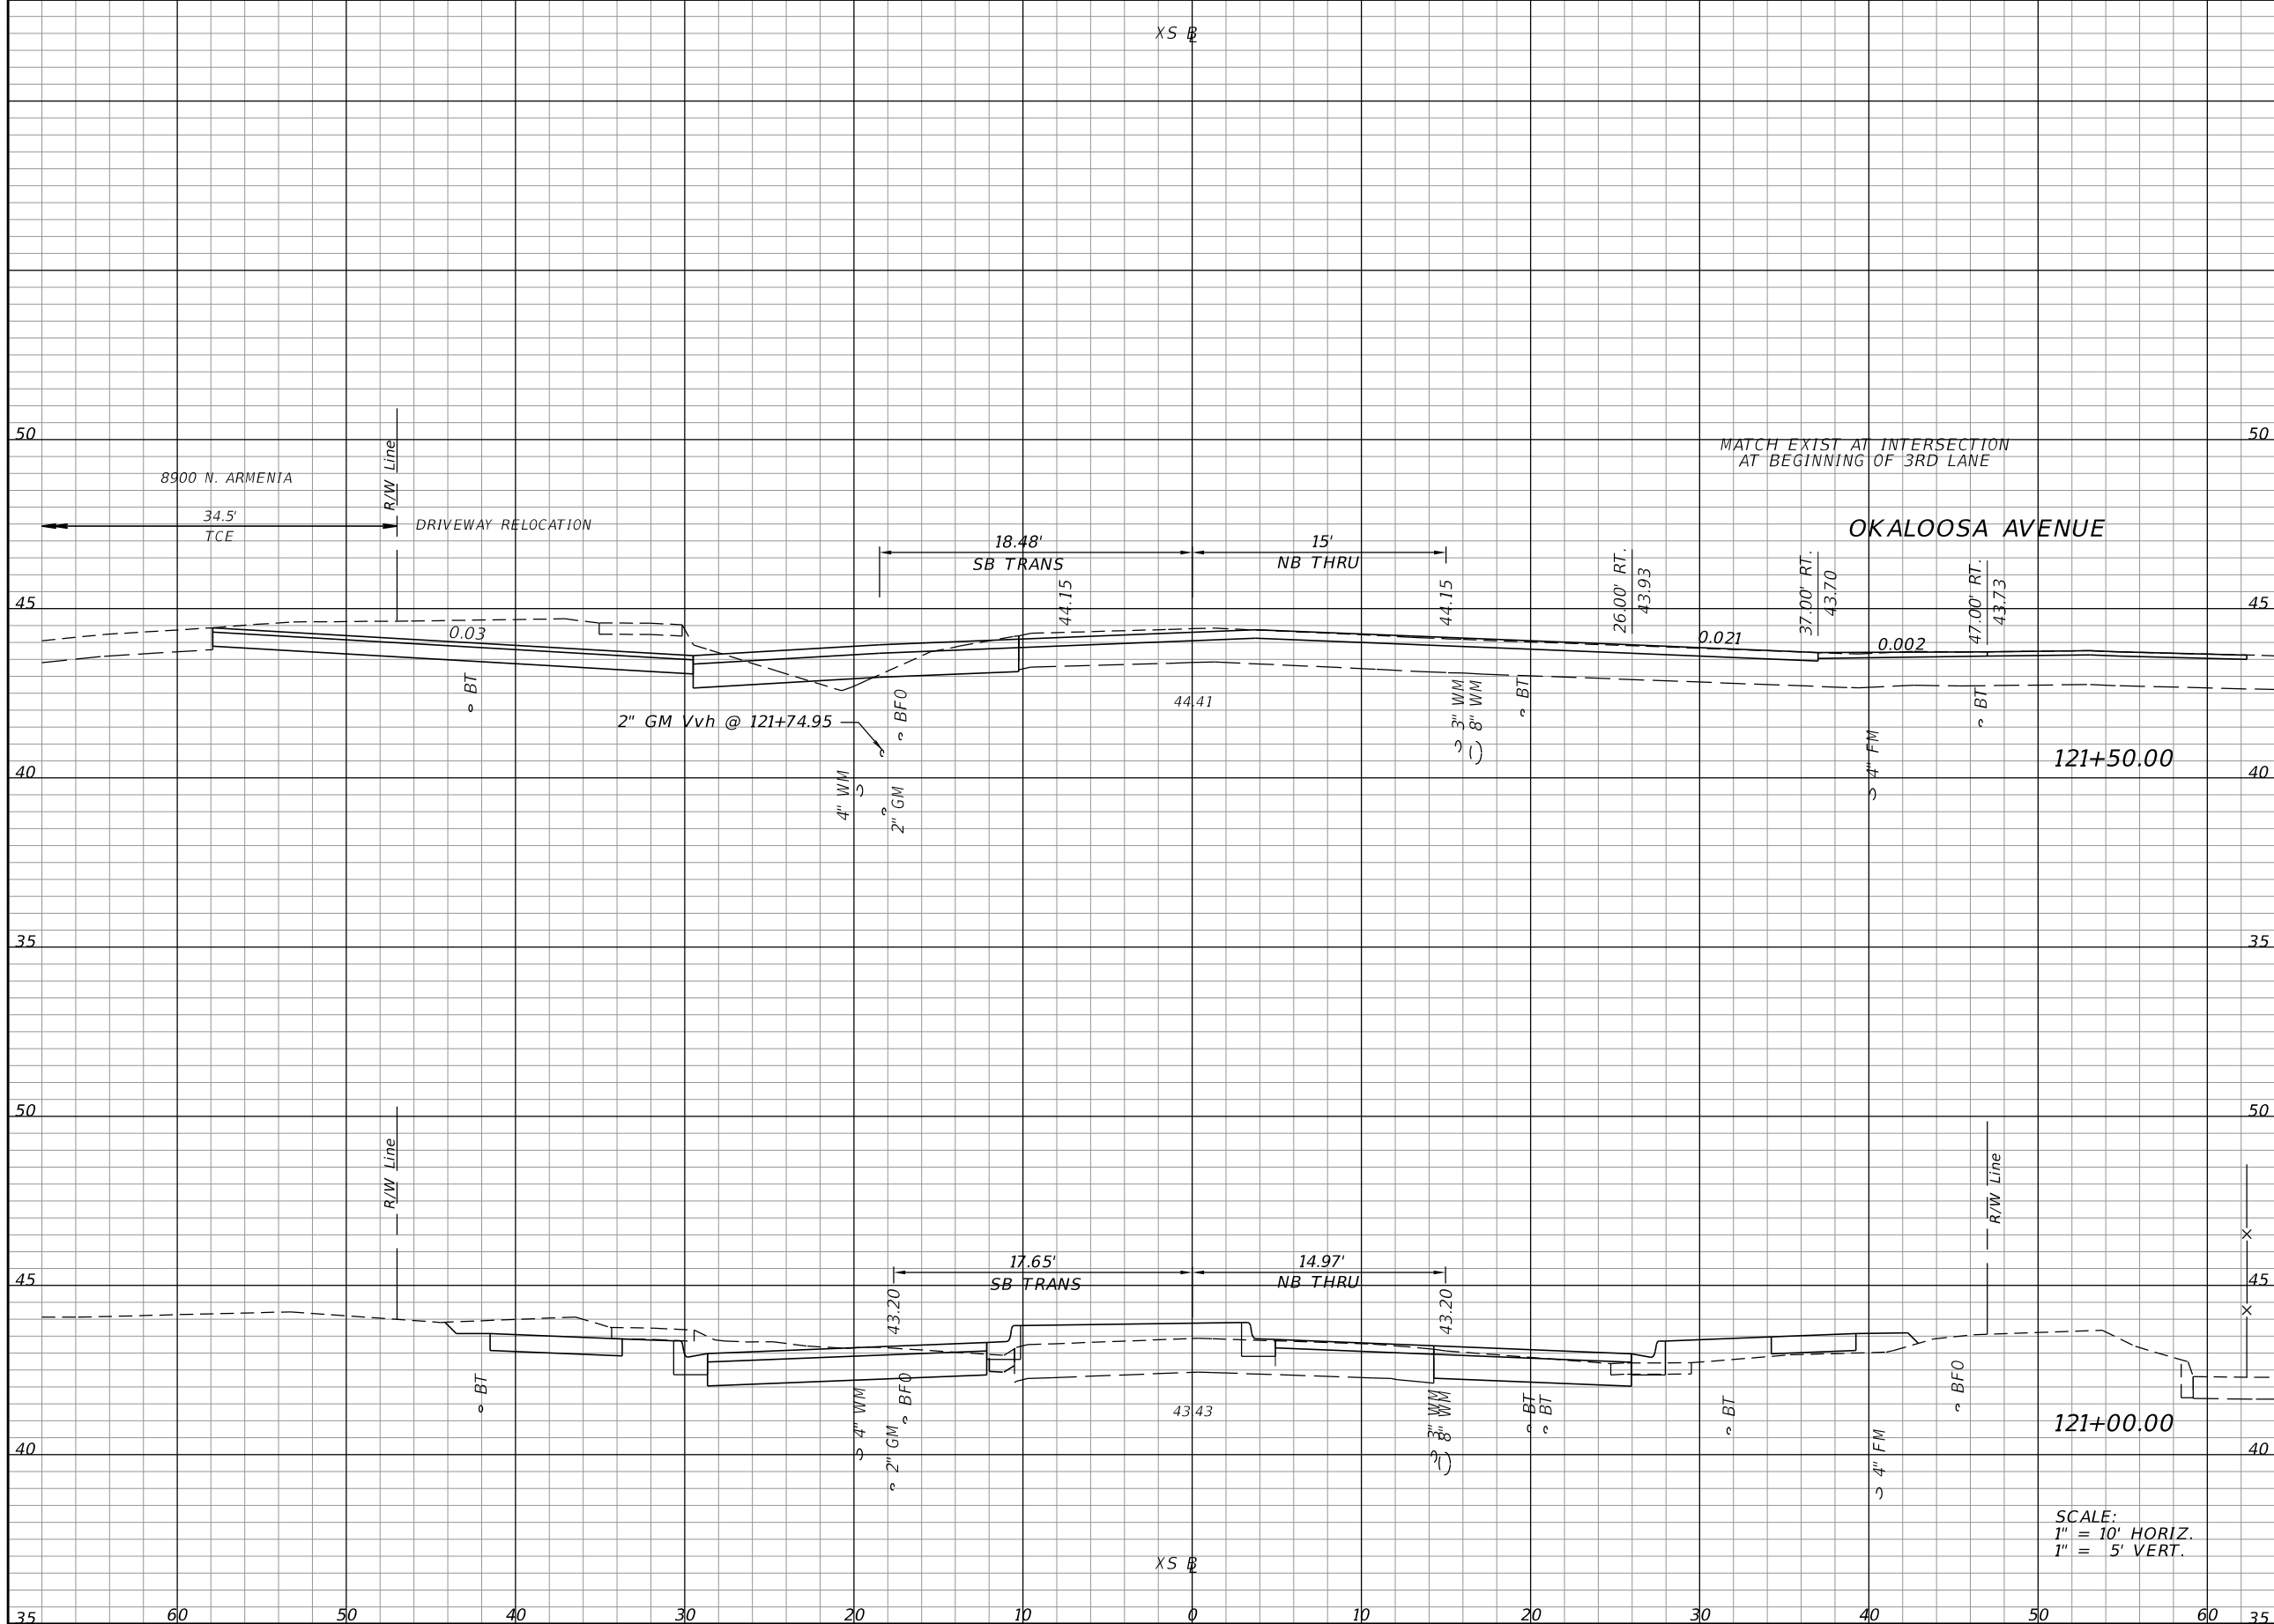 XS BL
50
50
MATCH EXIST AT INTERSECTION
AT BEGINNING OF 3RD LANE
R/W Line
8900 N. ARMENIA
34.5'
TCE
DRIVEWAY RELOCATION
OKALOOSA AVENUE
18.48'
SB TRANS
15'
NB THRU
44.15
44.15
26.00' RT.
43.93
37.00' RT.
43.70
47.00' RT.
43.73
45
45
0.03
0.021
0.002
BT
BFO
44.41
3" WM
8" WM
BT
BT
2" GM Vvh @ 121+74.95
4" FM
121+50.00
40
40
4" WM
2" GM
35
35
50
50
R/W Line
R/W Line
17.65'
SB TRANS
14.97'
NB THRU
45
45
43.20
43.20
BT
4" WM
BFO
2" GM
43.43
3" WM
8" WM
BT
BT
BT
BFO
4" FM
121+00.00
40
40
SCALE:
1" = 10' HORIZ.
1" = 5' VERT.
XS BL
35
60
50
40
30
20
10
0
10
20
30
40
50
60
35